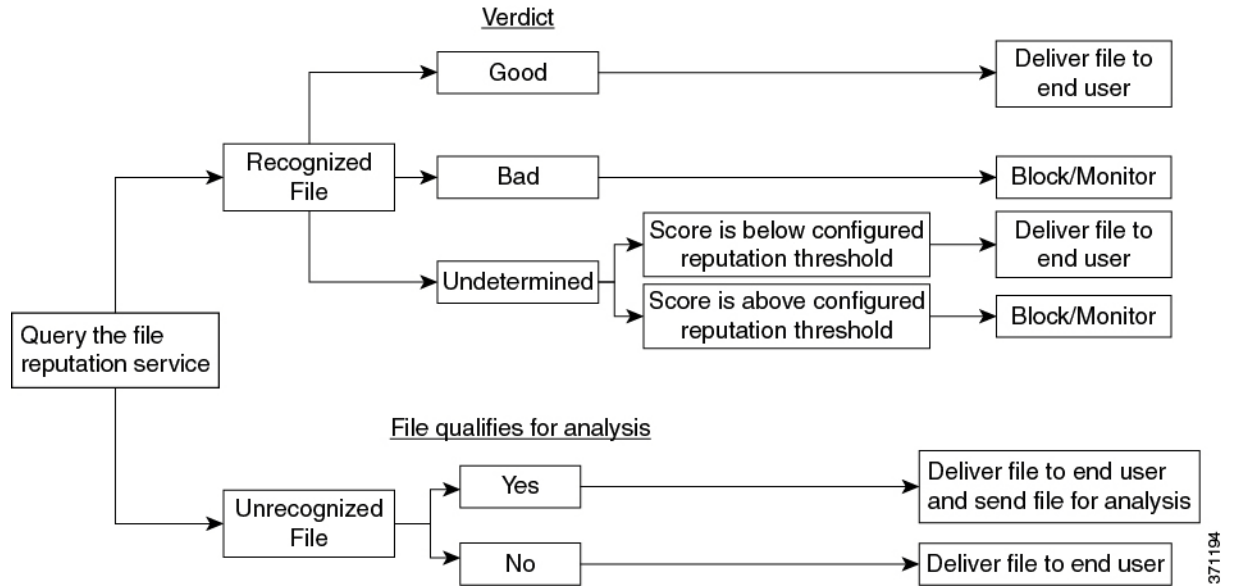 Verdict
Good
Deliver file to
end user
Recognized
File
Bad
Block/Monitor
Undetermined
Score is below configured
reputation threshold
Deliver file to
end user
Score is above configured
reputation threshold
Block/Monitor
Query the file
reputation service
File qualifies for analysis
Unrecognized
File
Yes
Deliver file to end user
and send file for analysis
No
Deliver file to end user
371194